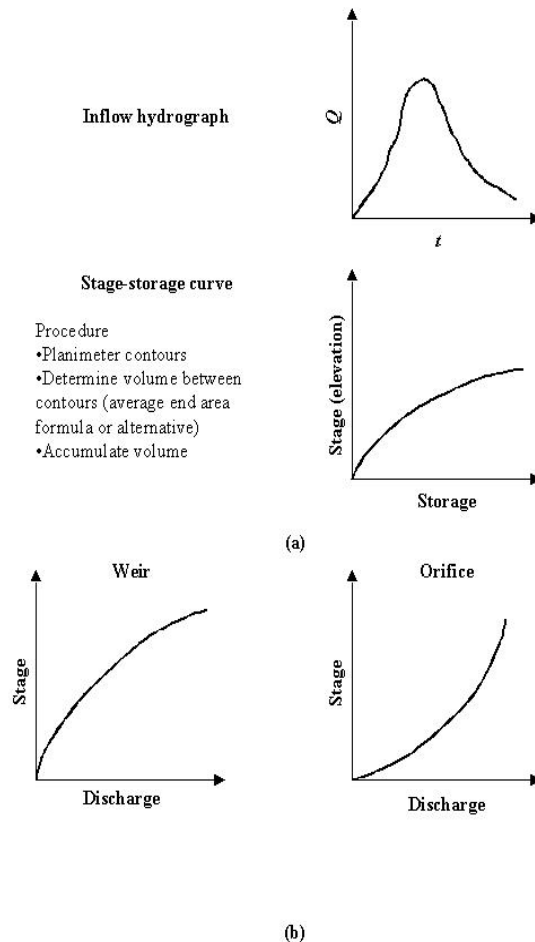 Inflow hydrograph
Q
t
Stage-storage curve
Procedure
•Planimeter contours
•Determine volume between
contours (average end area
formula or alternative)
•Accumulate volume
Stage (elevation)
Storage
(a)
Weir
Stage
Discharge
Orifice
Stage
Discharge
(b)